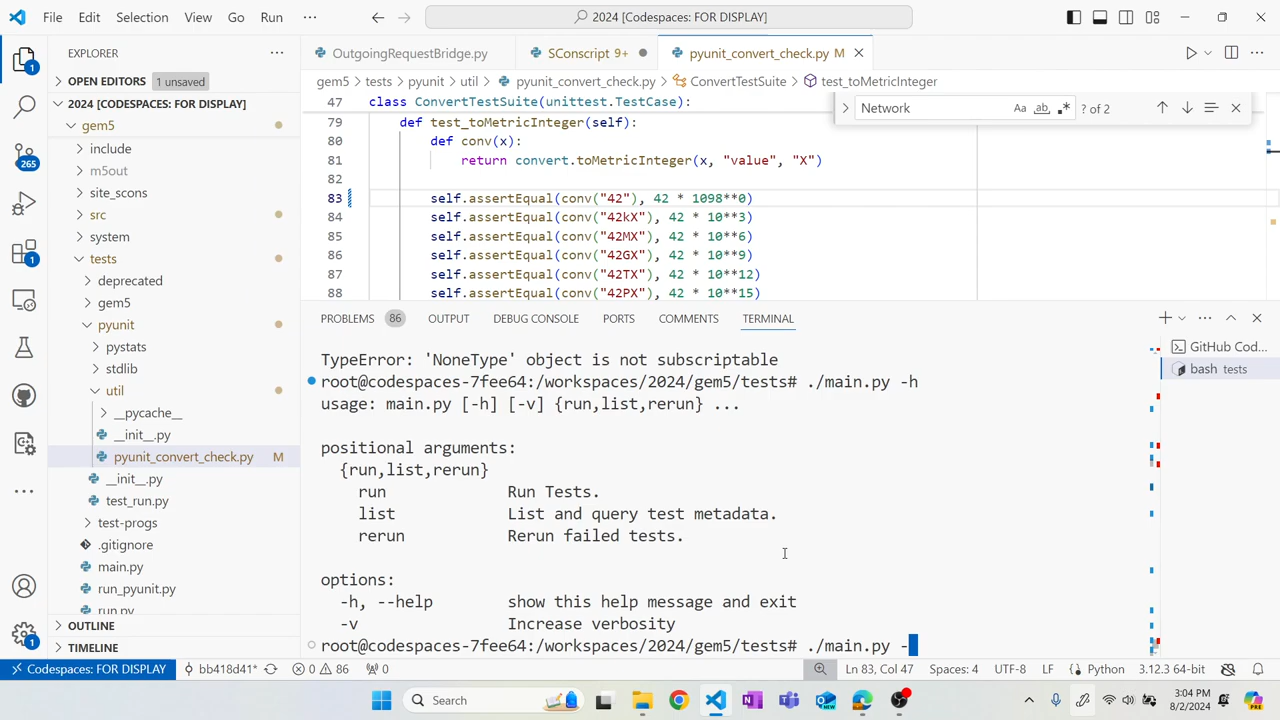 File Edit Selection View Go Run ··· 2024 [Codespaces: FOR DISPLAY]
EXPLORER ···
OutgoingRequestBridge.py SConscript 9+ pyunit_convert_check.py M
OPEN EDITORS 1 unsaved
gem5 > tests > pyunit > util > pyunit_convert_check.py > ConvertTestSuite > test_toMetricInteger
2024 [CODESPACES: FOR DISPLAY]
gem5
include
m5out
site_scons
src
system
tests
deprecated
gem5
pyunit
pystats
stdlib
util
__pycache__
__init__.py
pyunit_convert_check.py M
__init__.py
test_run.py
test-progs
.gitignore
main.py
run_pyunit.py
run.py
OUTLINE
TIMELINE
1
265
1
1
Network Aa ab .* ? of 2
47 class ConvertTestSuite(unittest.TestCase):
79 def test_toMetricInteger(self):
80 def conv(x):
81 return convert.toMetricInteger(x, "value", "X")
82
83 self.assertEqual(conv("42"), 42 * 1098**0)
84 self.assertEqual(conv("42kX"), 42 * 10**3)
85 self.assertEqual(conv("42MX"), 42 * 10**6)
86 self.assertEqual(conv("42GX"), 42 * 10**9)
87 self.assertEqual(conv("42TX"), 42 * 10**12)
88 self.assertEqual(conv("42PX"), 42 * 10**15)
PROBLEMS 86 OUTPUT DEBUG CONSOLE PORTS COMMENTS TERMINAL
GitHub Cod...
bash tests
TypeError: 'NoneType' object is not subscriptable
root@codespaces-7fee64:/workspaces/2024/gem5/tests# ./main.py -h
usage: main.py [-h] [-v] {run,list,rerun} ...
positional arguments:
{run,list,rerun}
run Run Tests.
list List and query test metadata.
rerun Rerun failed tests.
options:
-h, --help show this help message and exit
-v Increase verbosity
root@codespaces-7fee64:/workspaces/2024/gem5/tests# ./main.py -
Codespaces: FOR DISPLAY bb418d41* 0 86 0 Ln 83, Col 47 Spaces: 4 UTF-8 LF Python 3.12.3 64-bit
Search
3:04 PM
8/2/2024